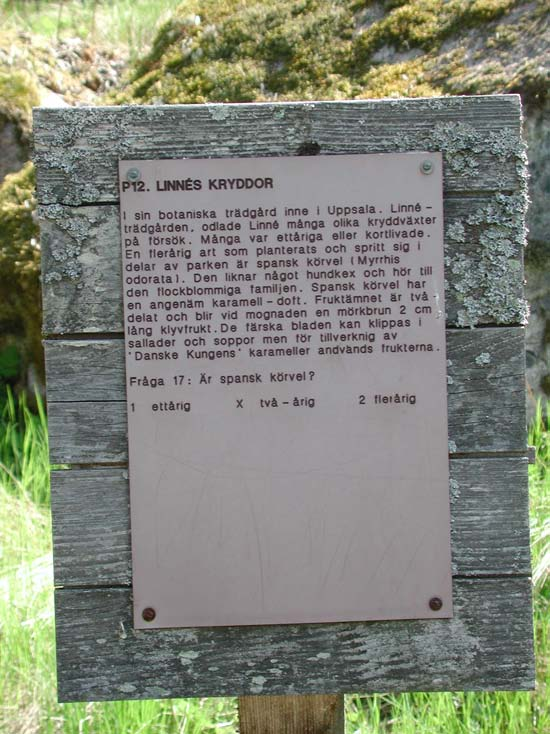 P12. LINNÉS KRYDDOR
I sin botaniska trädgård inne i Uppsala. Linné-
trädgården, odlade Linné många olika kryddväxter
på försök. Många var ettåriga eller kortlivade.
En flerårig art som planterats och spritt sig i
delar av parken är spansk körvel (Myrrhis
odorata). Den liknar något hundkex och hör till
den flockblommiga familjen. Spansk körvel har
en angenäm karamell-doft. Fruktämnet är två
delat och blir vid mognaden en mörkbrun 2 cm
lång klyvfrukt. De färska bladen kan klippas i
sallader och soppor men för tillverknig av
'Danske Kungens' karameller andvänds frukterna.
Fråga 17: Är spansk körvel?
1 ettårig X två-årig 2 flerårig